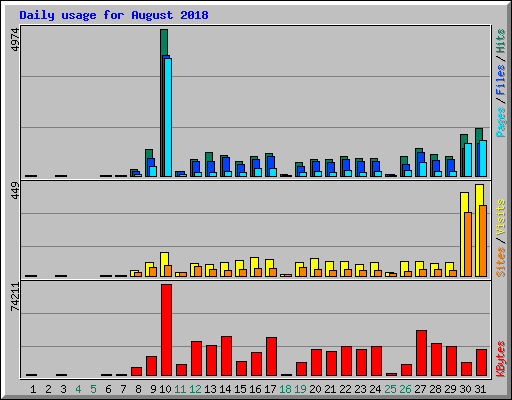 Daily usage for August 2018
4974
Pages / Files / Hits
449
Sites / Visits
74211
KBytes
1 2 3 4 5 6 7 8 9 10 11 12 13 14 15 16 17 18 19 20 21 22 23 24 25 26 27 28 29 30 31